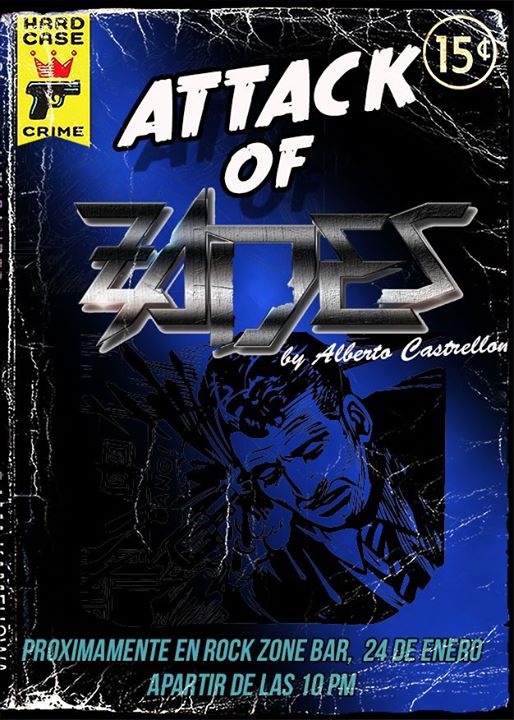 HARD
CASE
CRIME
15¢
ATTACK
OF
by Alberto Castrellon
BANG!!
PROXIMAMENTE EN ROCK ZONE BAR, 24 DE ENERO
APARTIR DE LAS 10 PM